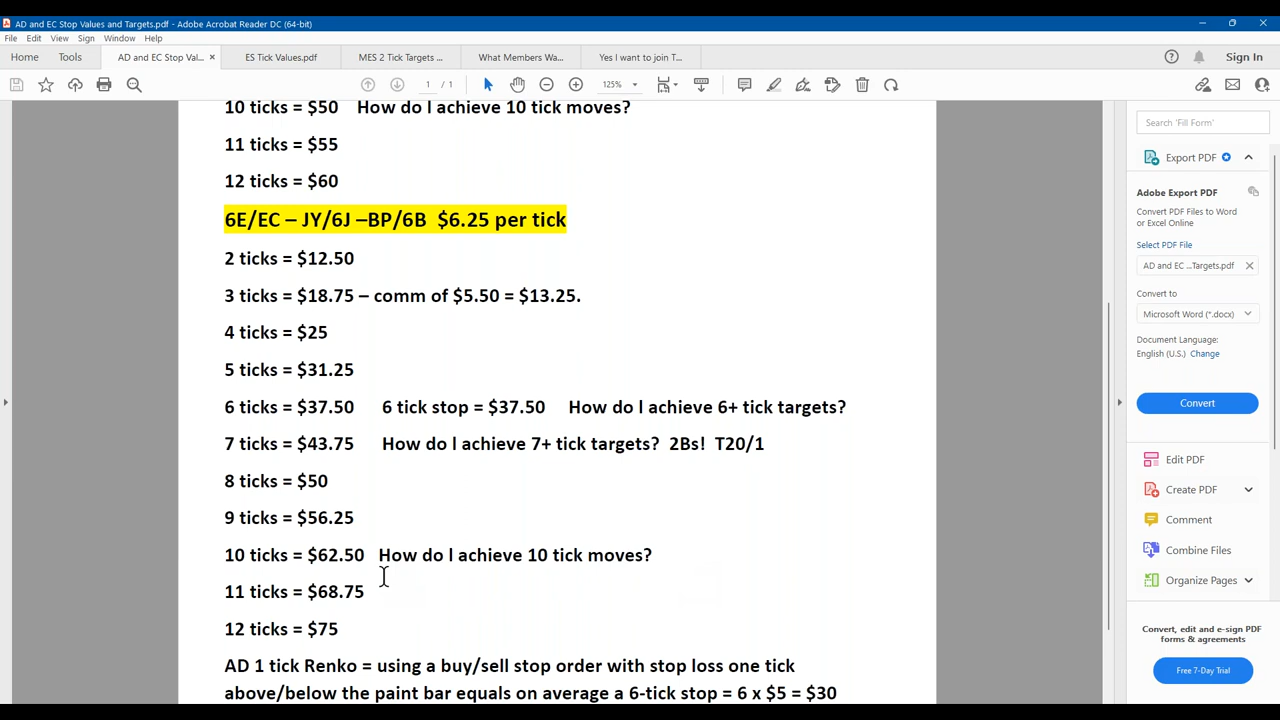 AD and EC Stop Values and Targets.pdf - Adobe Acrobat Reader DC (64-bit)
File Edit View Sign Window Help
Home Tools AD and EC Stop Val... × ES Tick Values.pdf MES 2 Tick Targets ... What Members Wa... Yes I want to join T... Sign In
1 / 1 125%
10 ticks = $50 How do I achieve 10 tick moves?
11 ticks = $55
12 ticks = $60
6E/EC – JY/6J –BP/6B $6.25 per tick
2 ticks = $12.50
3 ticks = $18.75 – comm of $5.50 = $13.25.
4 ticks = $25
5 ticks = $31.25
6 ticks = $37.50 6 tick stop = $37.50 How do I achieve 6+ tick targets?
7 ticks = $43.75 How do I achieve 7+ tick targets? 2Bs! T20/1
8 ticks = $50
9 ticks = $56.25
10 ticks = $62.50 How do I achieve 10 tick moves?
11 ticks = $68.75
12 ticks = $75
AD 1 tick Renko = using a buy/sell stop order with stop loss one tick
above/below the paint bar equals on average a 6-tick stop = 6 x $5 = $30
Search 'Fill Form'
Export PDF
Adobe Export PDF
Convert PDF Files to Word
or Excel Online
Select PDF File
AD and EC ...Targets.pdf
Convert to
Microsoft Word (*.docx)
Document Language:
English (U.S.) Change
Convert
Edit PDF
Create PDF
Comment
Combine Files
Organize Pages
Convert, edit and e-sign PDF
forms & agreements
Free 7-Day Trial